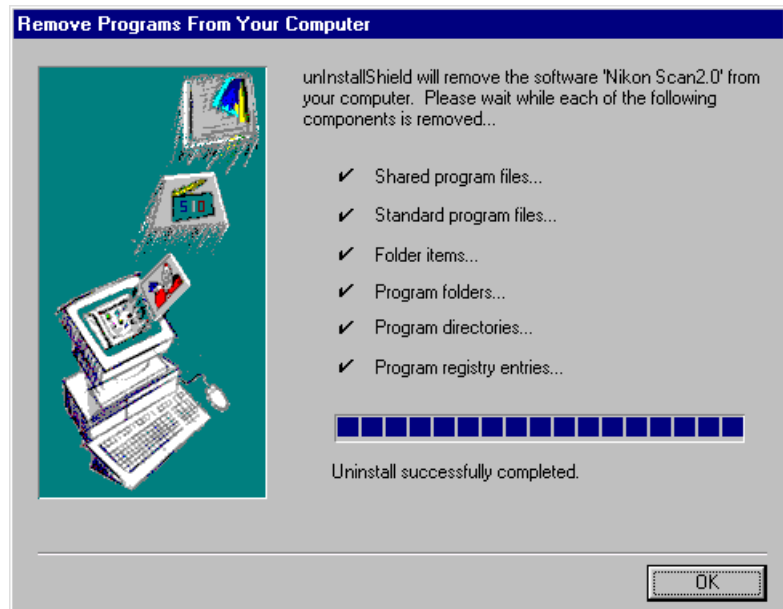 Remove Programs From Your Computer
unInstallShield will remove the software 'Nikon Scan2.0' from
your computer.  Please wait while each of the following
components is removed...
✔ Shared program files...
✔ Standard program files...
✔ Folder items...
✔ Program folders...
✔ Program directories...
✔ Program registry entries...
Uninstall successfully completed.
OK